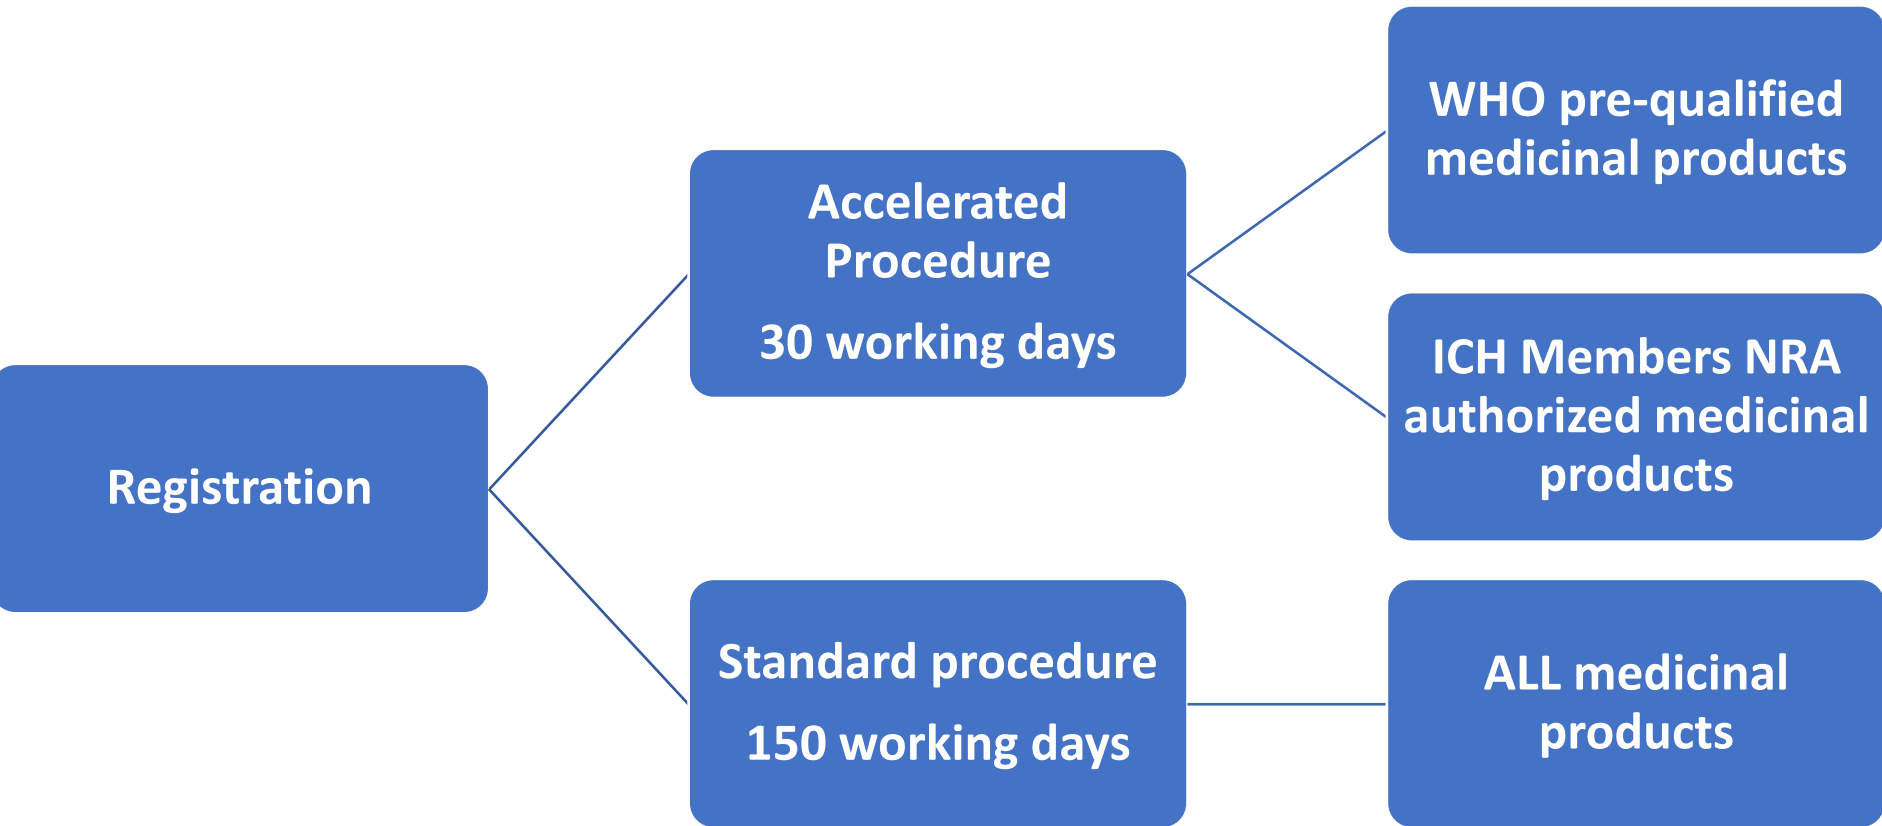 Registration
Accelerated
Procedure
30 working days
WHO pre-qualified
medicinal products
ICH Members NRA
authorized medicinal
products
Standard procedure
150 working days
ALL medicinal
products